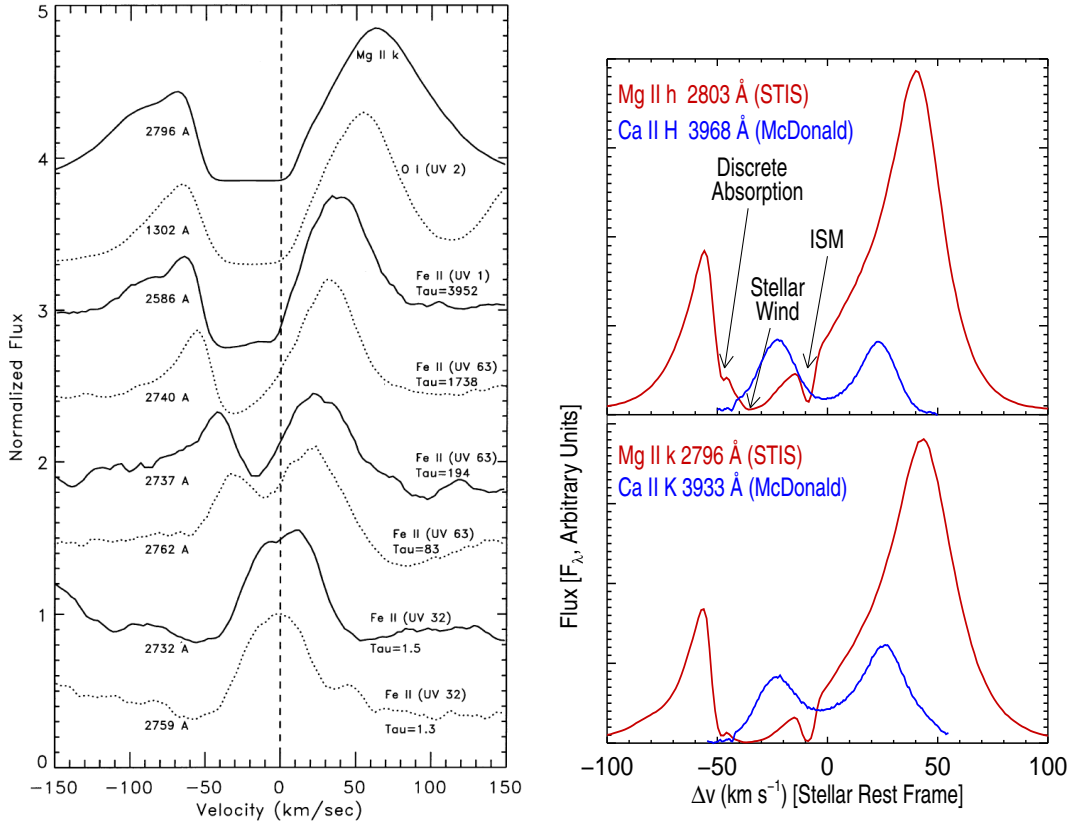 5
4
3
2
1
0
Normalized Flux
Mg II k
2796 A
O I (UV 2)
1302 A
Fe II (UV 1)
Tau=3952
2586 A
Fe II (UV 63)
Tau=1738
2740 A
Fe II (UV 63)
Tau=194
2737 A
Fe II (UV 63)
Tau=83
2762 A
Fe II (UV 32)
Tau=1.5
2732 A
Fe II (UV 32)
Tau=1.3
2759 A
−150 −100 −50 0 50 100 150
Velocity (km/sec)
Mg II h 2803 Å (STIS)
Ca II H 3968 Å (McDonald)
Discrete
Absorption
ISM
Stellar
Wind
Mg II k 2796 Å (STIS)
Ca II K 3933 Å (McDonald)
Flux [Fλ, Arbitrary Units]
−100 −50 0 50 100
Δv (km s⁻¹) [Stellar Rest Frame]